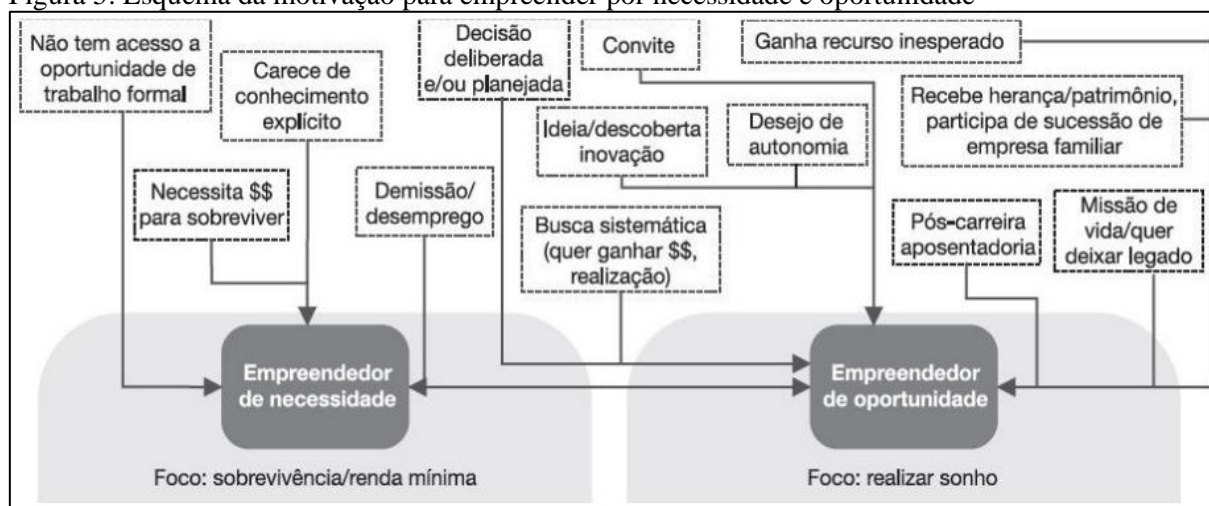 Figura 3: Esquema da motivação para empreender por necessidade e oportunidade
Não tem acesso a
oportunidade de
trabalho formal
Carece de
conhecimento
explícito
Decisão
deliberada
e/ou planejada
Convite
Ganha recurso inesperado
Recebe herança/patrimônio,
participa de sucessão de
empresa familiar
Ideia/descoberta
inovação
Desejo de
autonomia
Necessita $$
para sobreviver
Demissão/
desemprego
Busca sistemática
(quer ganhar $$,
realização)
Pós-carreira
aposentadoria
Missão de
vida/quer
deixar legado
Empreendedor
de necessidade
Empreendedor
de oportunidade
Foco: sobrevivência/renda mínima
Foco: realizar sonho